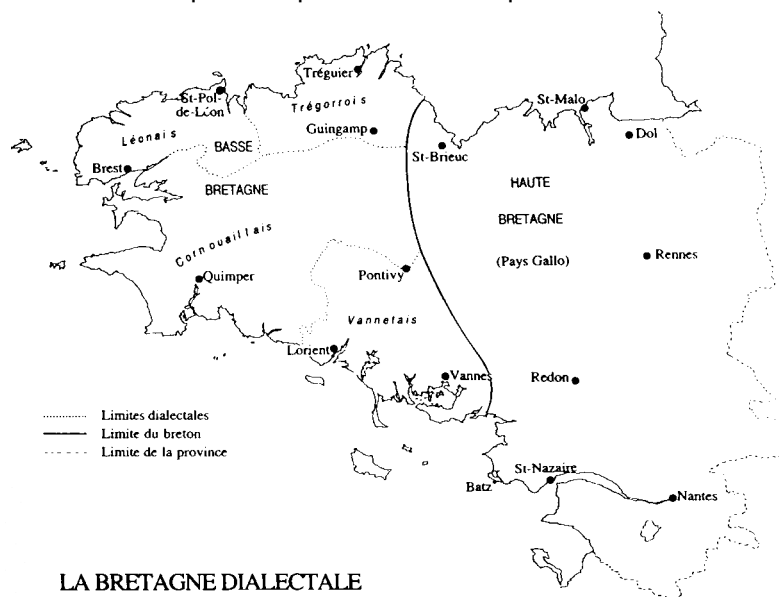 Tréguier
St-Pol-
de-Léon
Trégorrois
St-Malo
Léonais
Guingamp
Dol
BASSE
St-Brieuc
Brest
HAUTE
BRETAGNE
BRETAGNE
Cornouaillais
Rennes
(Pays Gallo)
Quimper
Pontivy
Vannetais
Lorient
Vannes
Redon
Limites dialectales
Limite du breton
Limite de la province
St-Nazaire
Batz
Nantes
LA BRETAGNE DIALECTALE